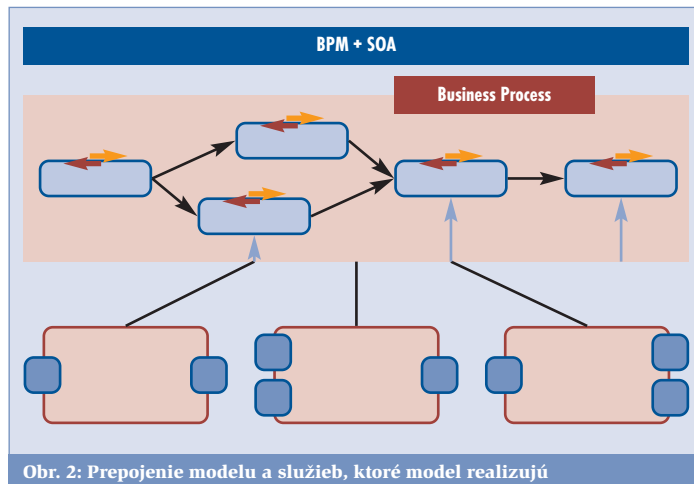 BPM + SOA
Business Process
Obr. 2: Prepojenie modelu a služieb, ktoré model realizujú